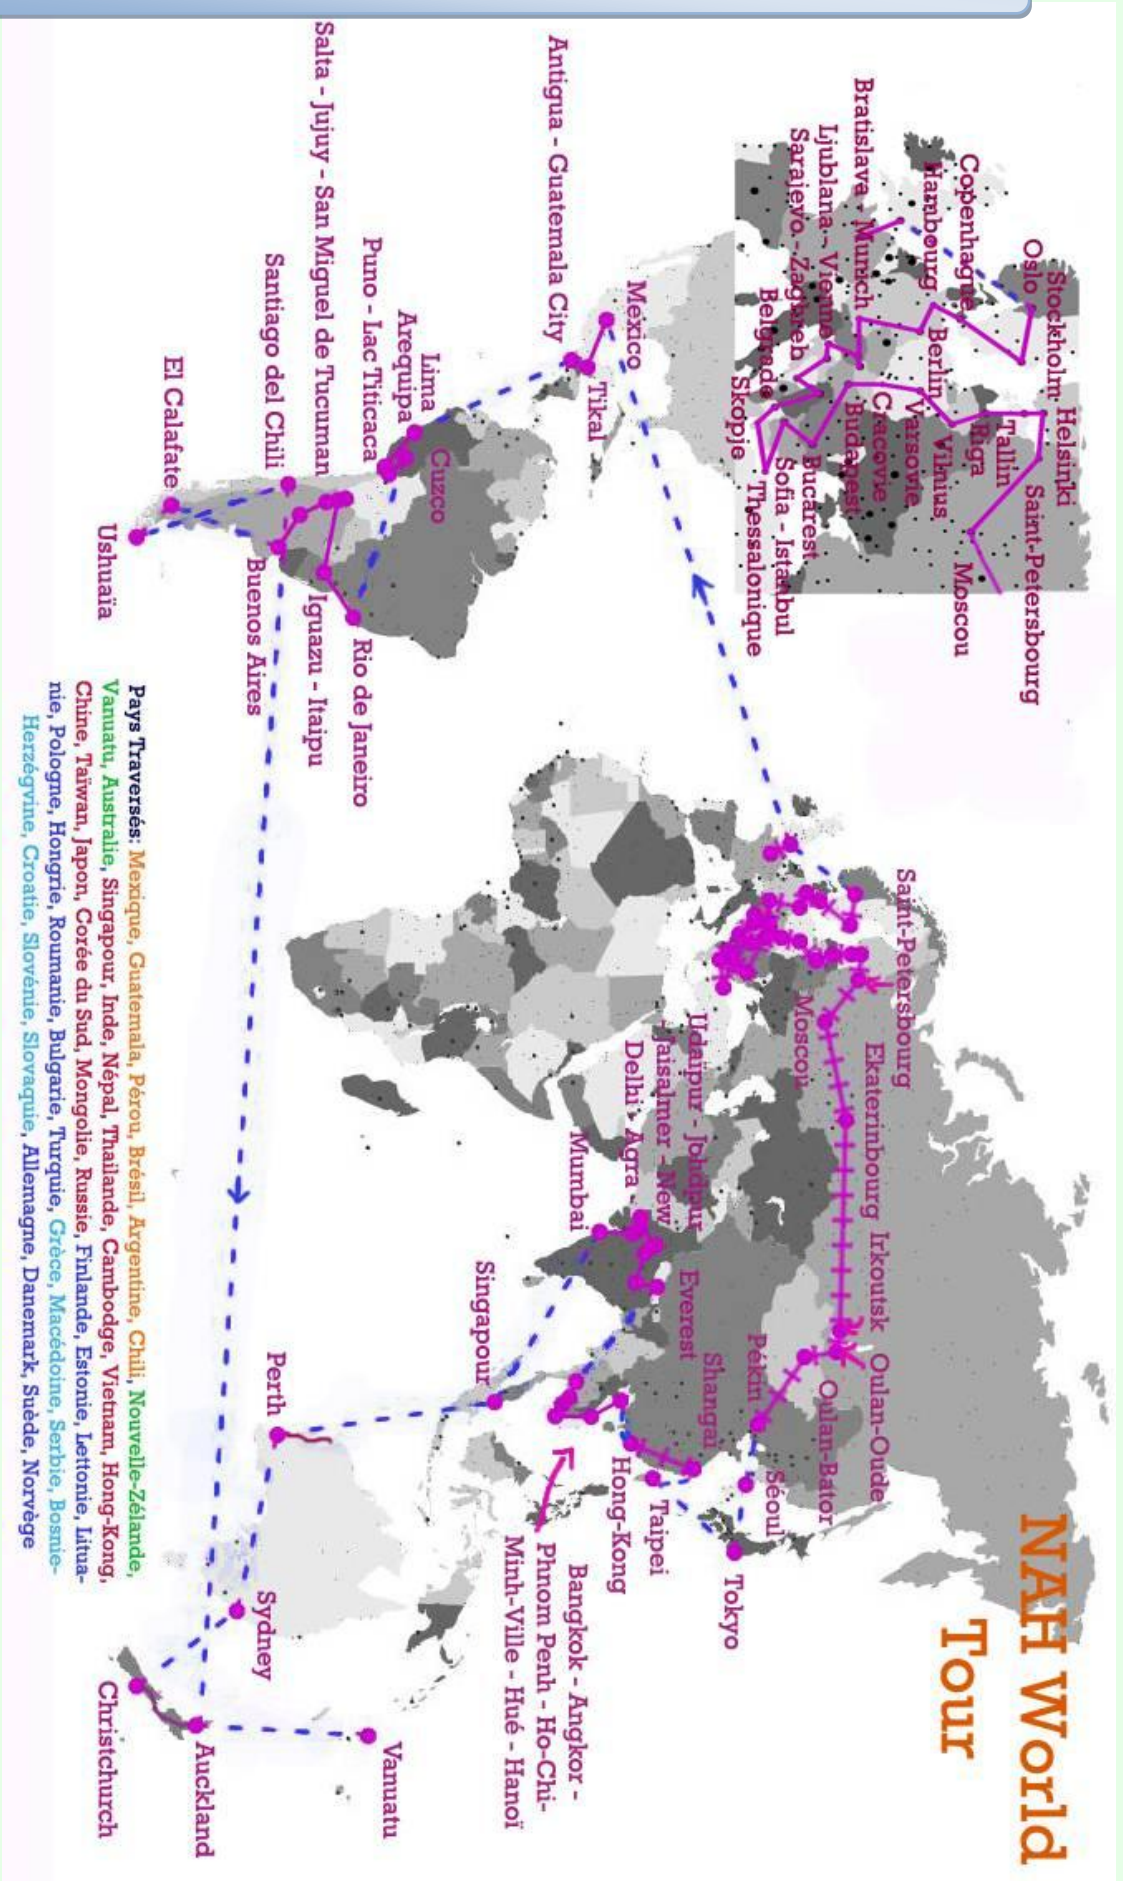 NAH World
Tour
Stockholm
Oslo
Copenhague
Hambourg
Bratislava - Munich
Ljublana - Vienne
Sarajevo - Zagreb
Belgrade
Skopje
Helsinki
Saint-Petersbourg
Tallin
Riga
Moscou
Vilnius
Berlin
Varsovie
Cracovie
Budapest
Bucarest
Sofia - Istanbul
Thessalonique
Saint-Petersbourg
Moscou
Ekaterinbourg
Irkoutsk
Oulan-Oude
Oulan-Bator
Pékin
Séoul
Tokyo
Shangai
Taipei
Hong-Kong
Everest
Udaipur - Johdpur
- Jaisalmer - New
Delhi - Agra -
Mumbai
Singapour
Bangkok - Angkor -
Phnom Penh - Ho-Chi-
Minh-Ville - Hué - Hanoï
Mexico
Tikal
Antigua - Guatemala City
Lima
Cuzco
Arequipa
Puno - Lac Titicaca
Salta - Jujuy - San Miguel de Tucuman
Santiago del Chili
Rio de Janeiro
Iguazu - Itaipu
Buenos Aires
El Calafate
Ushuaïa
Perth
Sydney
Vanuatu
Auckland
Christchurch
Pays Traversés: Mexique, Guatemala, Pérou, Brésil, Argentine, Chili, Nouvelle-Zélande,
Vanuatu, Australie, Singapour, Inde, Népal, Thailande, Cambodge, Vietnam, Hong-Kong,
Chine, Taïwan, Japon, Corée du Sud, Mongolie, Russie, Finlande, Estonie, Lettonie, Litua-
nie, Pologne, Hongrie, Roumanie, Bulgarie, Turquie, Grèce, Macédoine, Serbie, Bosnie-
Herzégvine, Croatie, Slovénie, Slovaquie, Allemagne, Danemark, Suède, Norvège